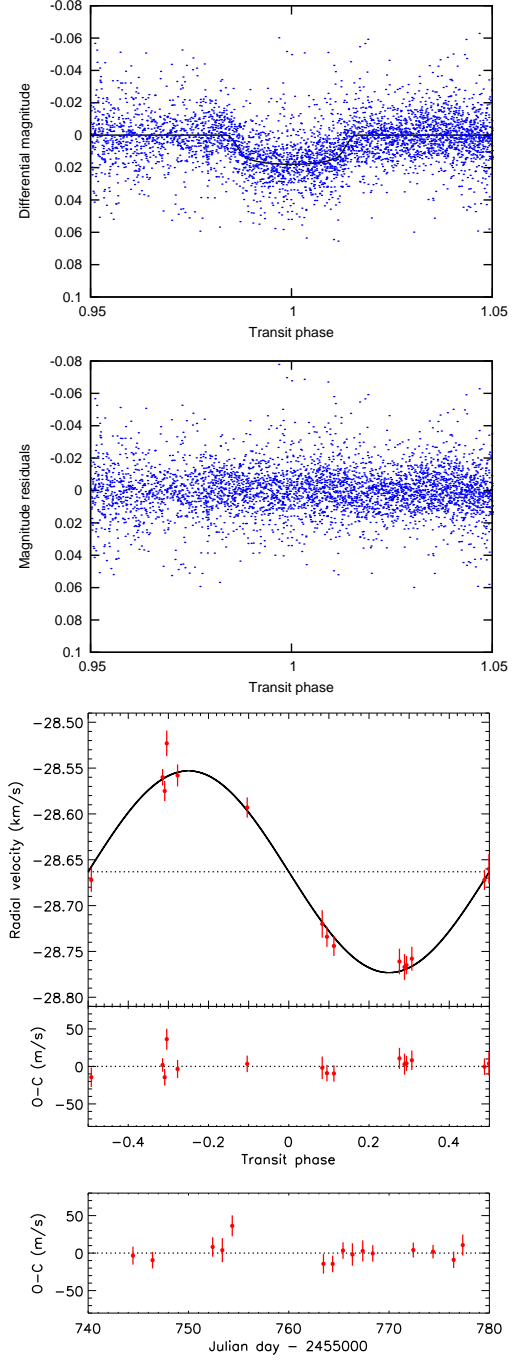 -0.08
-0.06
-0.04
-0.02
0
0.02
0.04
0.06
0.08
0.1
Differential magnitude
0.95 1 1.05
Transit phase
-0.08
-0.06
-0.04
-0.02
0
0.02
0.04
0.06
0.08
0.1
Magnitude residuals
0.95 1 1.05
Transit phase
−28.50
−28.55
−28.60
−28.65
−28.70
−28.75
−28.80
Radial velocity (km/s)
50
0
−50
O−C (m/s)
−0.4 −0.2 0 0.2 0.4
Transit phase
50
0
−50
O−C (m/s)
740 750 760 770 780
Julian day − 2455000